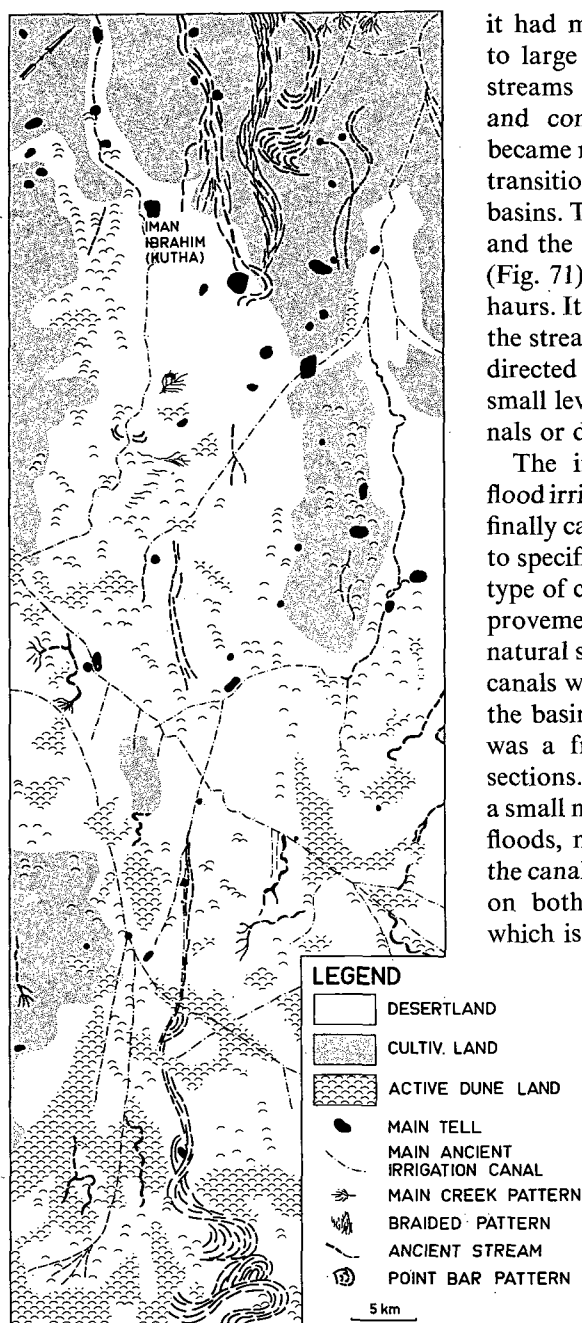 IMAN
IBRAHIM
(KUTHA)
it had m
to large
streams
and con
became r
transition
basins. T
and the
(Fig. 71)
haurs. It
the strea
directed
small lev
nals or d
The i
flood irri
finally ca
to specifi
type of c
proveme
natural s
canals w
the basin
was a fr
sections.
a small n
floods, n
the canal
on both
which is
LEGEND
DESERTLAND
CULTIV. LAND
ACTIVE DUNE LAND
MAIN TELL
MAIN ANCIENT
IRRIGATION CANAL
MAIN CREEK PATTERN
BRAIDED PATTERN
ANCIENT STREAM
POINT BAR PATTERN
5 km